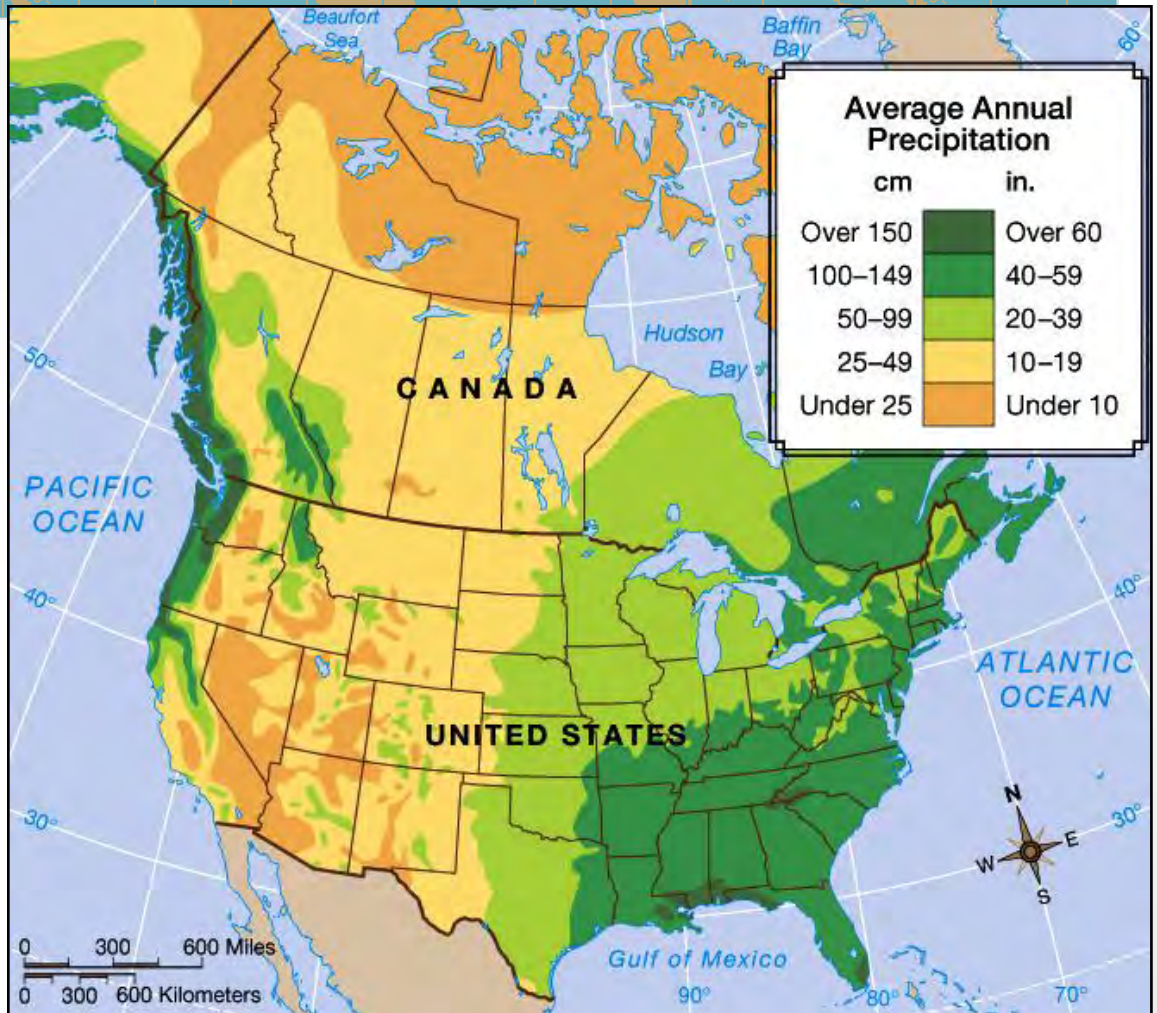 Beaufort
Sea
Baffin
Bay
60°
Average Annual
Precipitation
cm in.
Over 150 Over 60
100–149 40–59
50–99 20–39
25–49 10–19
Under 25 Under 10
Hudson
Bay
50°
CANADA
PACIFIC
OCEAN
40°
40°
ATLANTIC
OCEAN
UNITED STATES
30°
30°
N
W E
S
0 300 600 Miles
0 300 600 Kilometers
Gulf of Mexico
90°
80°
70°